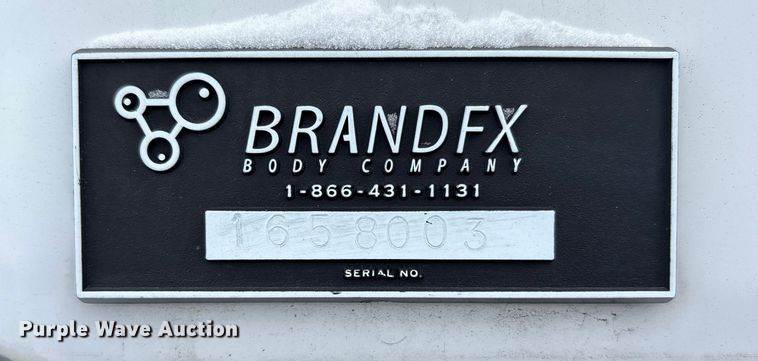 BRANDFX
BODY COMPANY
1-866-431-1131
1658003
SERIAL NO.
Purple Wave Auction